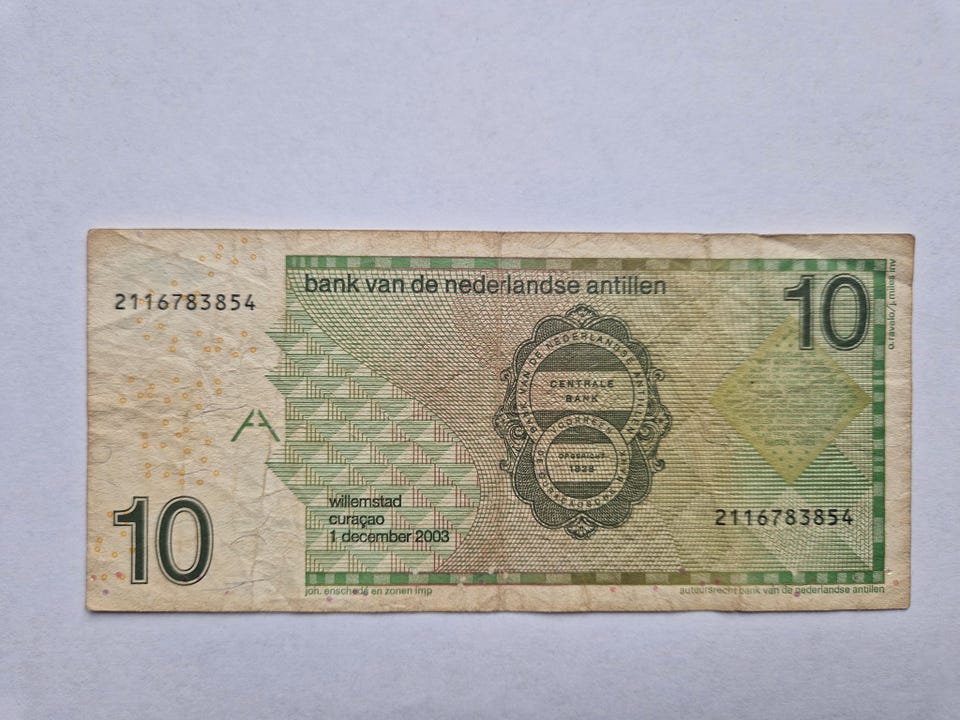 bank van de nederlandse antillen
10
2116783854
CENTRALE
BANK
1828
willemstad
curaçao
1 december 2003
2116783854
10
joh. enschedé en zonen imp
auteursrecht bank van de nederlandse antillen